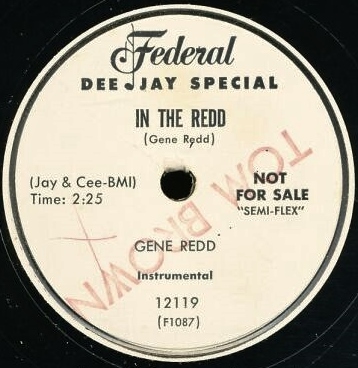 Federal
DEE JAY SPECIAL
IN THE REDD
(Gene Redd)
(Jay & Cee-BMI)
Time: 2:25
NOT
FOR SALE
"SEMI-FLEX"
TOM BROWN
GENE REDD
Instrumental
12119
(F1087)